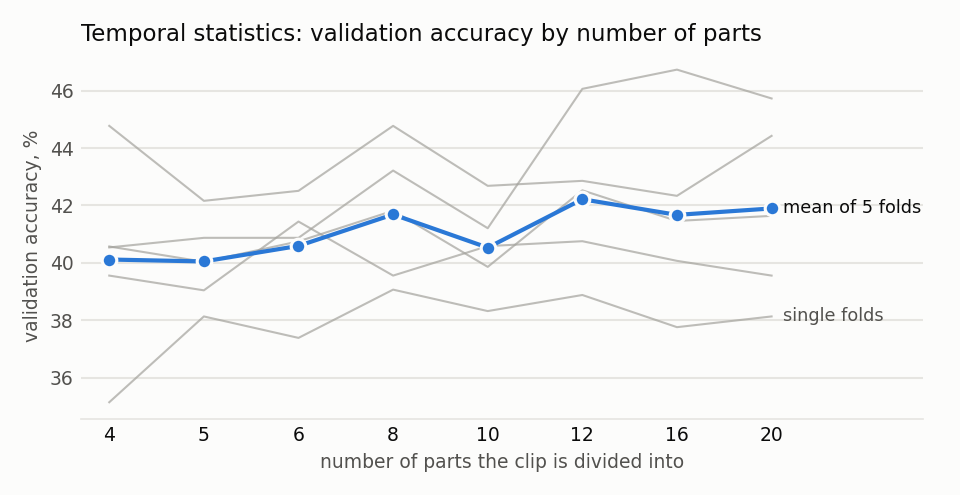 Temporal statistics: validation accuracy by number of parts
validation accuracy, %
46
44
42
40
38
36
mean of 5 folds
single folds
4 5 6 8 10 12 16 20
number of parts the clip is divided into